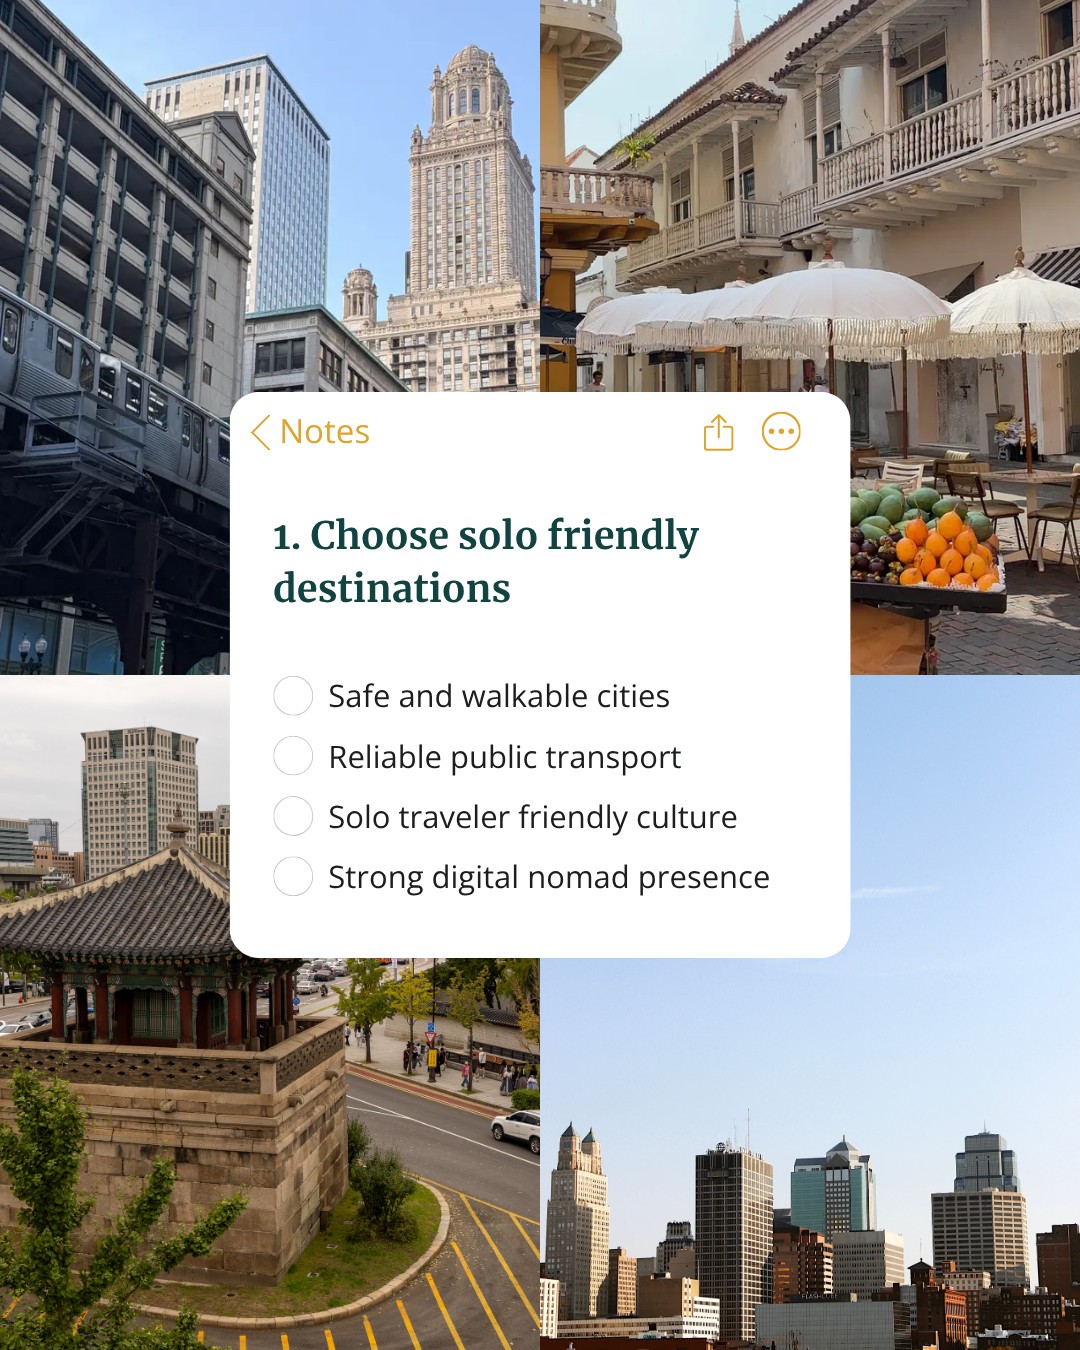 Notes
1. Choose solo friendly
destinations
Safe and walkable cities
Reliable public transport
Solo traveler friendly culture
Strong digital nomad presence